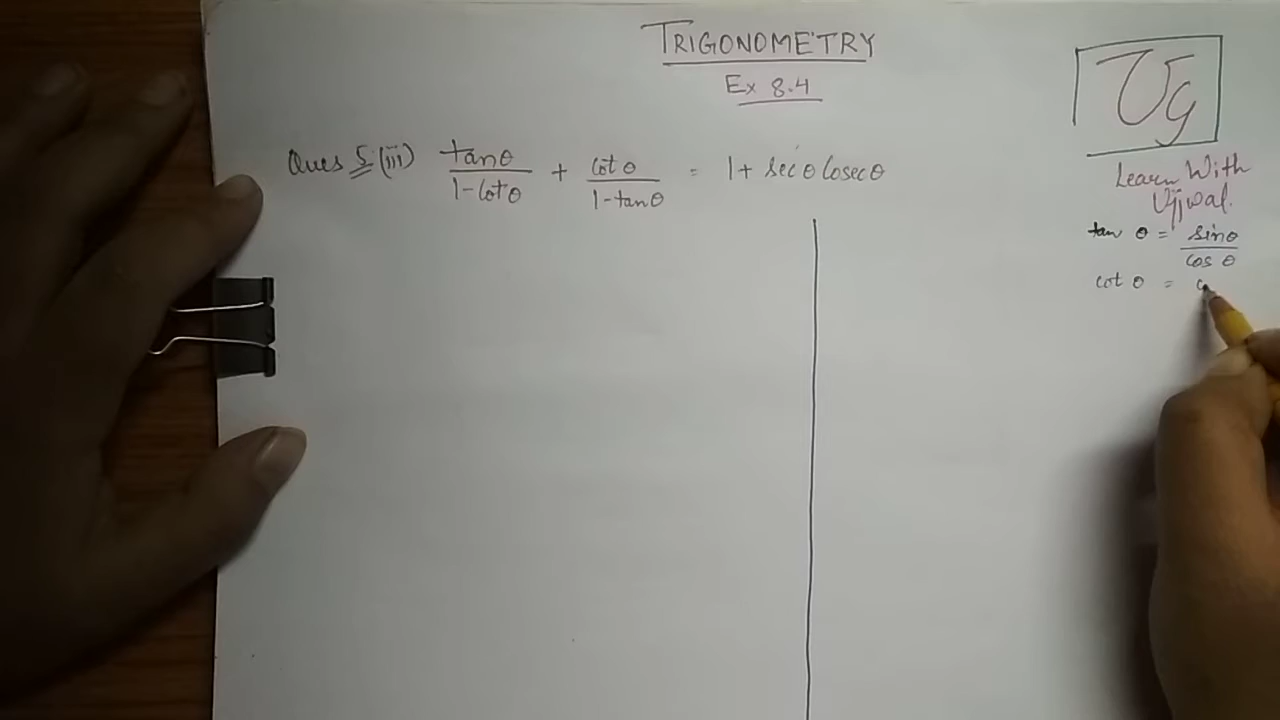 TRIGONOMETRY
Ex 8.4
UG
Learn With
Ujjwal.
Ques 5 (iii) tanθ / 1-cotθ + cotθ / 1-tanθ = 1 + secθ cosecθ
tan θ = sinθ / cos θ
cot θ = c